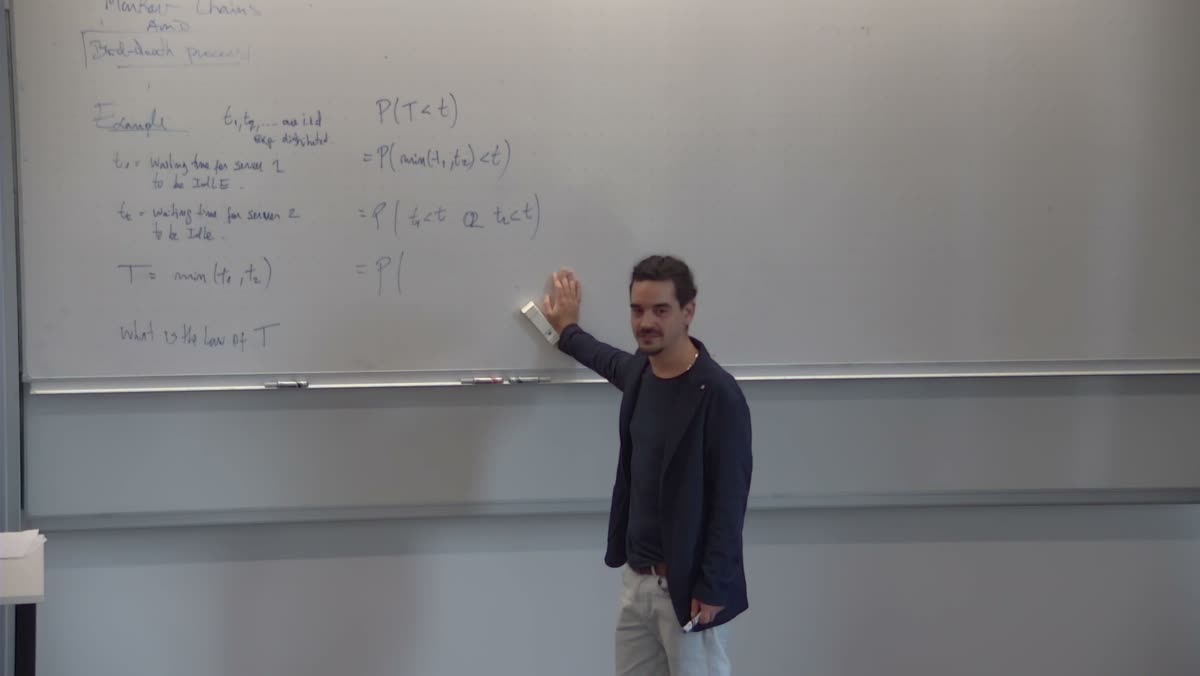 Markov Chains
AND
Bird-Death process
Example
t₁,t₂,.... are i.i.d
exp distributed
t₁ = Waiting time for server 1
to be IdlE.
t₂ = waiting time for server 2
to be Idle.
T = min(t₁,t₂)
What is the law of T
P(T<t)
=P(min(t₁,t₂)<t)
=P( t₁<t OR t₂<t)
=P(